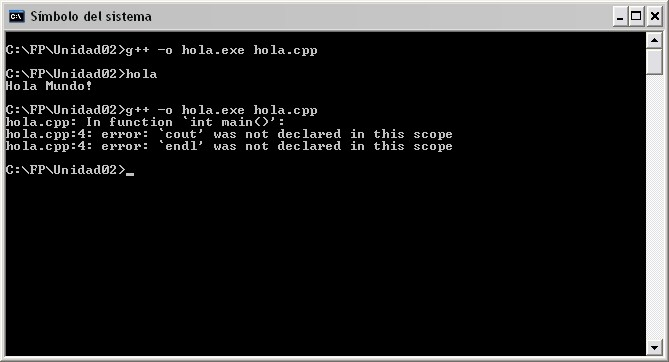 Símbolo del sistema
C:\FP\Unidad02>g++ -o hola.exe hola.cpp
C:\FP\Unidad02>hola
Hola Mundo!
C:\FP\Unidad02>g++ -o hola.exe hola.cpp
hola.cpp: In function `int main()':
hola.cpp:4: error: `cout' was not declared in this scope
hola.cpp:4: error: `endl' was not declared in this scope
C:\FP\Unidad02>_